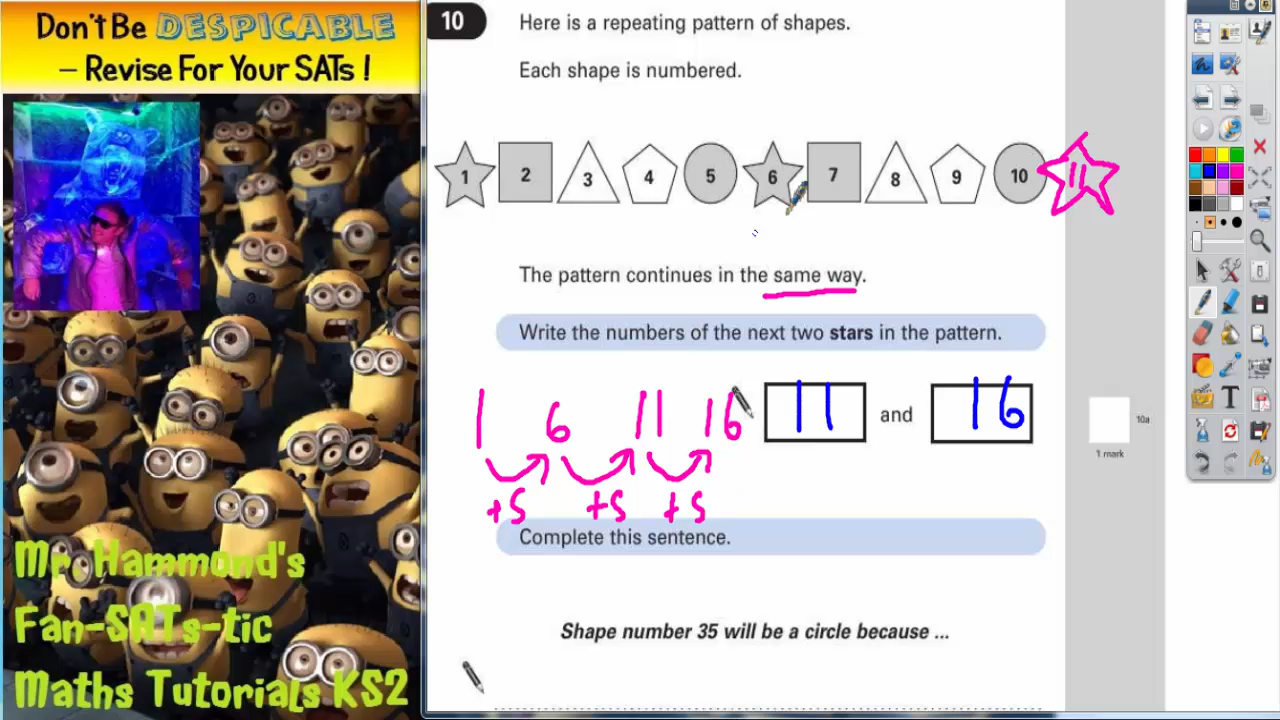 Don't Be DESPICABLE
– Revise For Your SATs !
10
Here is a repeating pattern of shapes.
Each shape is numbered.
1 2 3 4 5 6 7 8 9 10 11
The pattern continues in the same way.
Write the numbers of the next two stars in the pattern.
1 6 11 16
11 and 16
10a
1 mark
+5 +5 +5
Complete this sentence.
Shape number 35 will be a circle because ...
Mr. Hammond's
Fan-SATs-tic
Maths Tutorials KS2